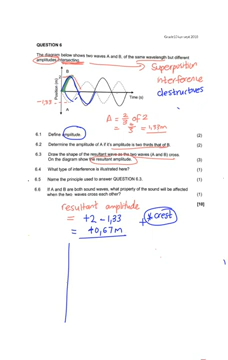 Grade 11 June 2018
QUESTION 6
The diagram below shows two waves A and B, of the same wavelength but different
amplitudes intersecting.
Superposition
interference
destructive
Position (m)
B
2
-1,33
A
Time (s)
A = 2/3 of 2
= 4/3 = 1,33m
6.1 Define amplitude. (2)
6.2 Determine the amplitude of A if it's amplitude is two thirds that of B. (2)
6.3 Draw the shape of the resultant wave as the two waves (A and B) cross.
On the diagram show the resultant amplitude. (3)
6.4 What type of interference is illustrated here? (1)
6.5 Name the principle used to answer QUESTION 6.3. (1)
6.6 If A and B are both sound waves, what property of the sound will be affected
when the two waves cross each other? (1)
[10]
resultant amplitude
= +2 - 1,33
= +0,67m
* crest